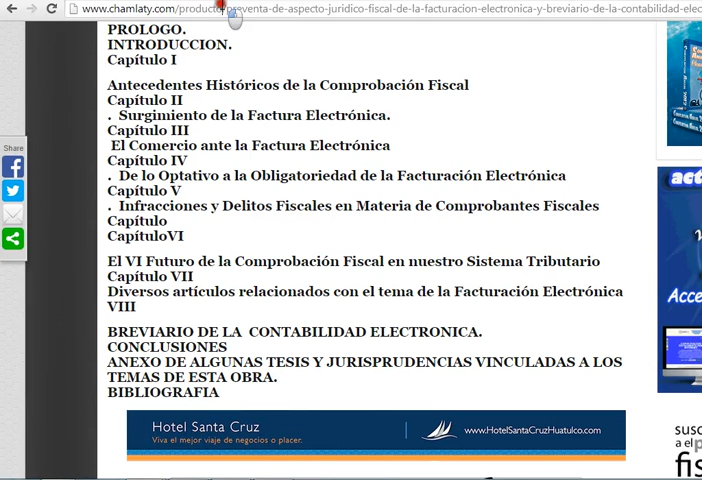 www.chamlaty.com/producto/preventa-de-aspecto-juridico-fiscal-de-la-facturacion-electronica-y-breviario-de-la-contabilidad-elec
PROLOGO.
INTRODUCCION.
Capítulo I
Antecedentes Históricos de la Comprobación Fiscal
Capítulo II
. Surgimiento de la Factura Electrónica.
Capítulo III
El Comercio ante la Factura Electrónica
Capítulo IV
. De lo Optativo a la Obligatoriedad de la Facturación Electrónica
Capítulo V
. Infracciones y Delitos Fiscales en Materia de Comprobantes Fiscales
Capítulo
CapítuloVI
El VI Futuro de la Comprobación Fiscal en nuestro Sistema Tributario
Capítulo VII
Diversos artículos relacionados con el tema de la Facturación Electrónica
VIII
BREVIARIO DE LA CONTABILIDAD ELECTRONICA.
CONCLUSIONES
ANEXO DE ALGUNAS TESIS Y JURISPRUDENCIAS VINCULADAS A LOS
TEMAS DE ESTA OBRA.
BIBLIOGRAFIA
Hotel Santa Cruz
Viva el mejor viaje de negocios o placer.
www.HotelSantaCruzHuatulco.com
Share
act
Acce
susc
a el p
fis